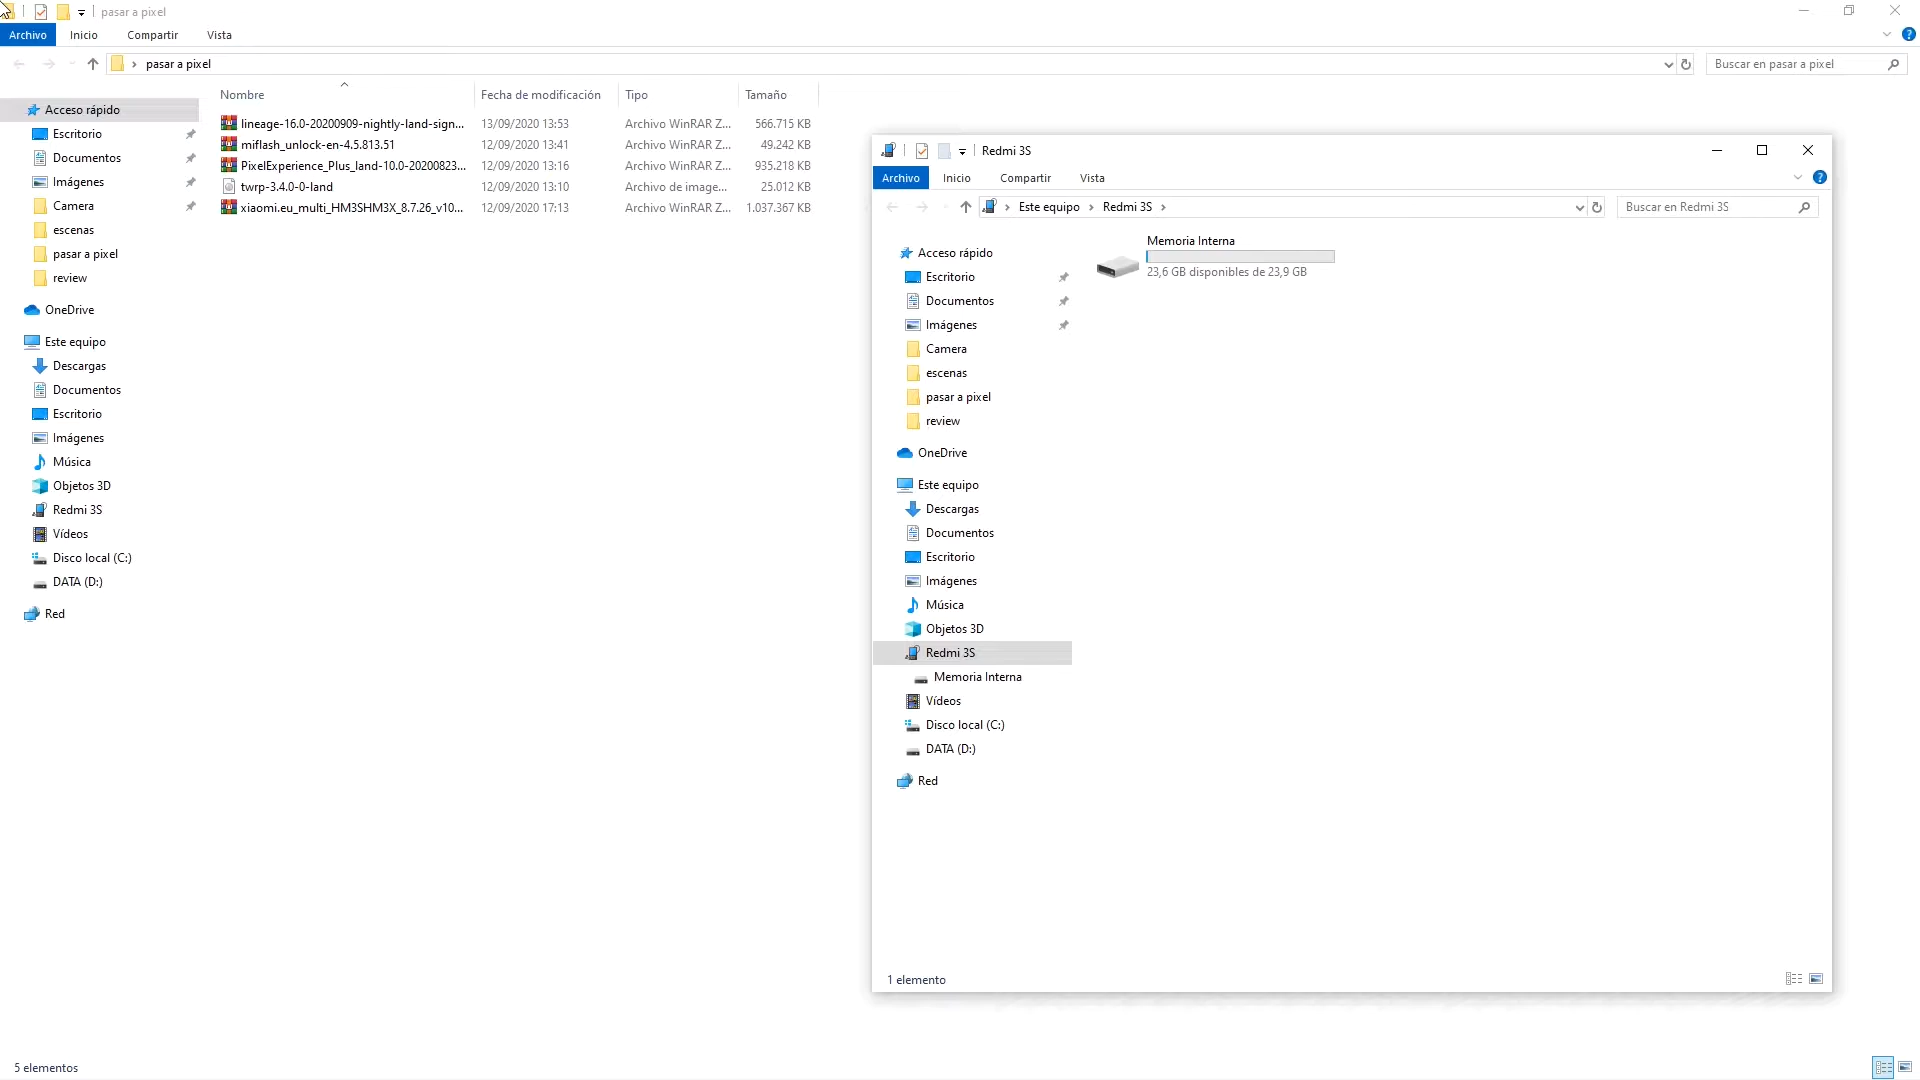 pasar a pixel
Archivo Inicio Compartir Vista
pasar a pixel
Buscar en pasar a pixel
Acceso rápido
Escritorio
Documentos
Imágenes
Camera
escenas
pasar a pixel
review
OneDrive
Este equipo
Descargas
Documentos
Escritorio
Imágenes
Música
Objetos 3D
Redmi 3S
Vídeos
Disco local (C:)
DATA (D:)
Red
Nombre Fecha de modificación Tipo Tamaño
lineage-16.0-20200909-nightly-land-sign... 13/09/2020 13:53 Archivo WinRAR Z... 566.715 KB
miflash_unlock-en-4.5.813.51 12/09/2020 13:41 Archivo WinRAR Z... 49.242 KB
PixelExperience_Plus_land-10.0-20200823... 12/09/2020 13:16 Archivo WinRAR Z... 935.218 KB
twrp-3.4.0-0-land 12/09/2020 13:10 Archivo de image... 25.012 KB
xiaomi.eu_multi_HM3SHM3X_8.7.26_v10... 12/09/2020 17:13 Archivo WinRAR Z... 1.037.367 KB
5 elementos
Redmi 3S
Archivo Inicio Compartir Vista
Este equipo Redmi 3S
Buscar en Redmi 3S
Acceso rápido
Escritorio
Documentos
Imágenes
Camera
escenas
pasar a pixel
review
OneDrive
Este equipo
Descargas
Documentos
Escritorio
Imágenes
Música
Objetos 3D
Redmi 3S
Memoria Interna
Vídeos
Disco local (C:)
DATA (D:)
Red
Memoria Interna
23,6 GB disponibles de 23,9 GB
1 elemento